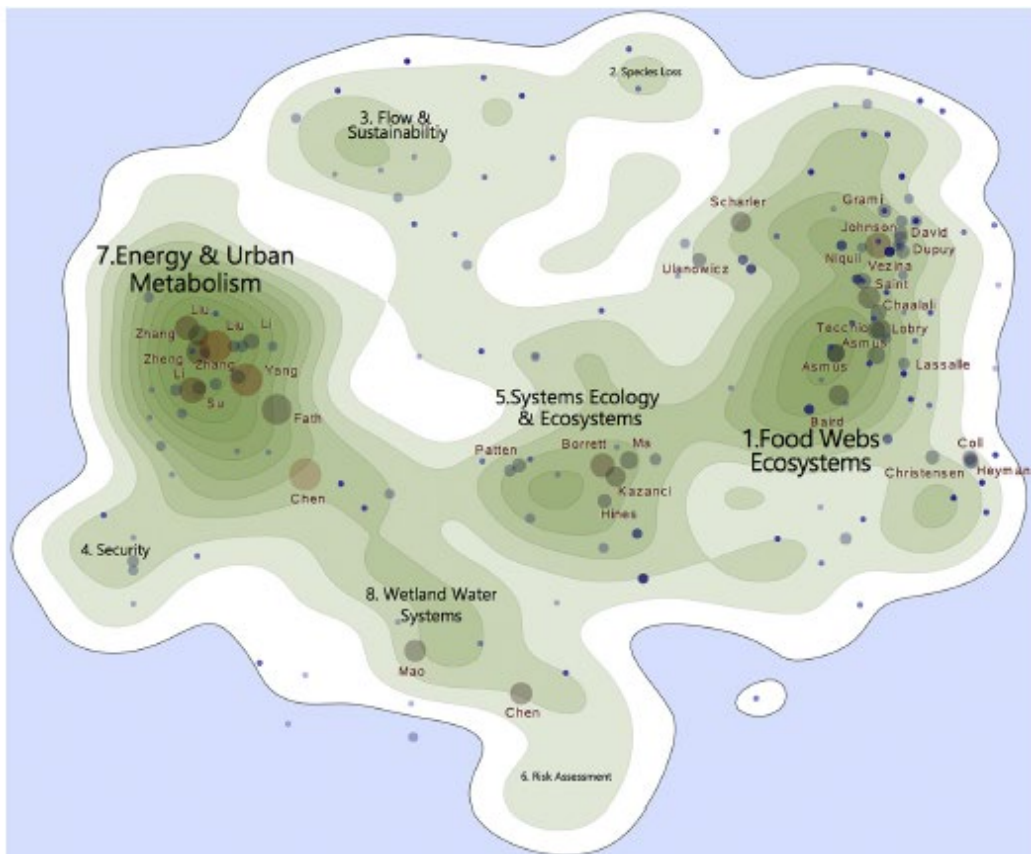 2. Species Loss
3. Flow &
Sustainabiltiy
Scharler
Grami
Johnson
David
Dupuy
Niquil
Vezina
Ulanowicz
Saint
Chaalali
7.Energy & Urban
Metabolism
Liu
Liu
Li
Zhang
Zheng
Zhang
Li
Yang
Su
Fath
Chen
Tecchio
Lobry
Asmus
Asmus
Lassalle
Baird
5.Systems Ecology
& Ecosystems
Patten
Borrett
Ma
Kazanci
Hines
1.Food Webs
Ecosystems
Coll
Christensen
Heyman
4. Security
8. Wetland Water
Systems
Mao
Chen
6. Risk Assessment